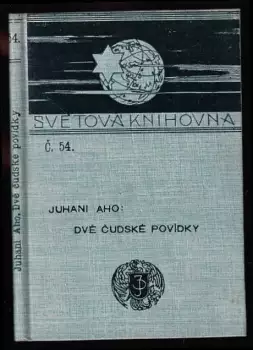 54.
Juhani Aho, Dvě čudské povídky
SVĚTOVÁ KNIHOVNA
Č. 54.
JUHANI AHO:
DVĚ ČUDSKÉ POVÍDKY